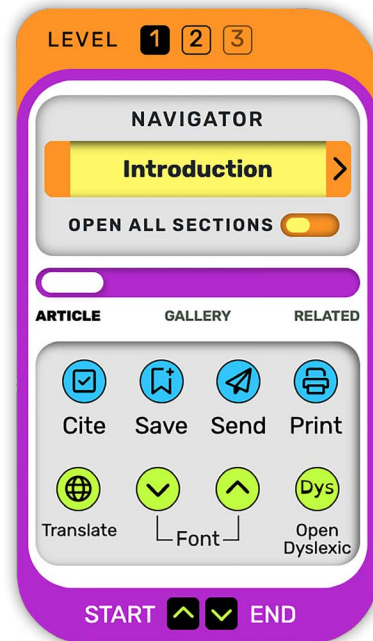 LEVEL 1 2 3
NAVIGATOR
Introduction
OPEN ALL SECTIONS
ARTICLE GALLERY RELATED
Cite Save Send Print
Dys
Translate Font Open
Dyslexic
START END